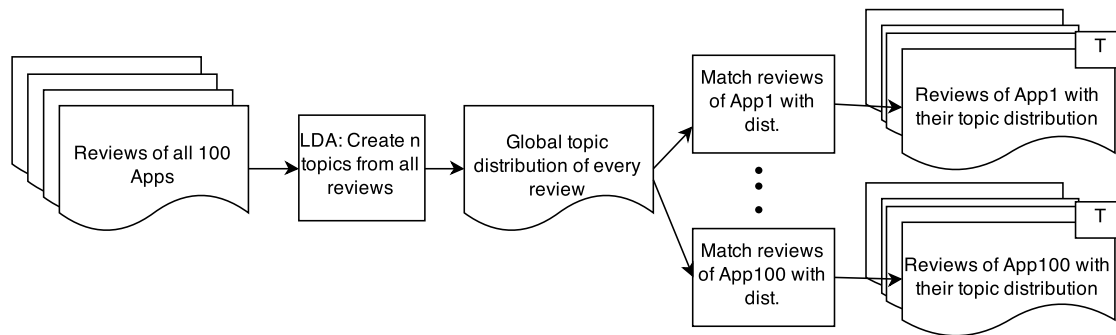 Reviews of all 100
Apps
LDA: Create n
topics from all
reviews
Global topic
distribution of every
review
Match reviews
of App1 with
dist.
Match reviews
of App100 with
dist.
T
Reviews of App1 with
their topic distribution
T
Reviews of App100 with
their topic distribution